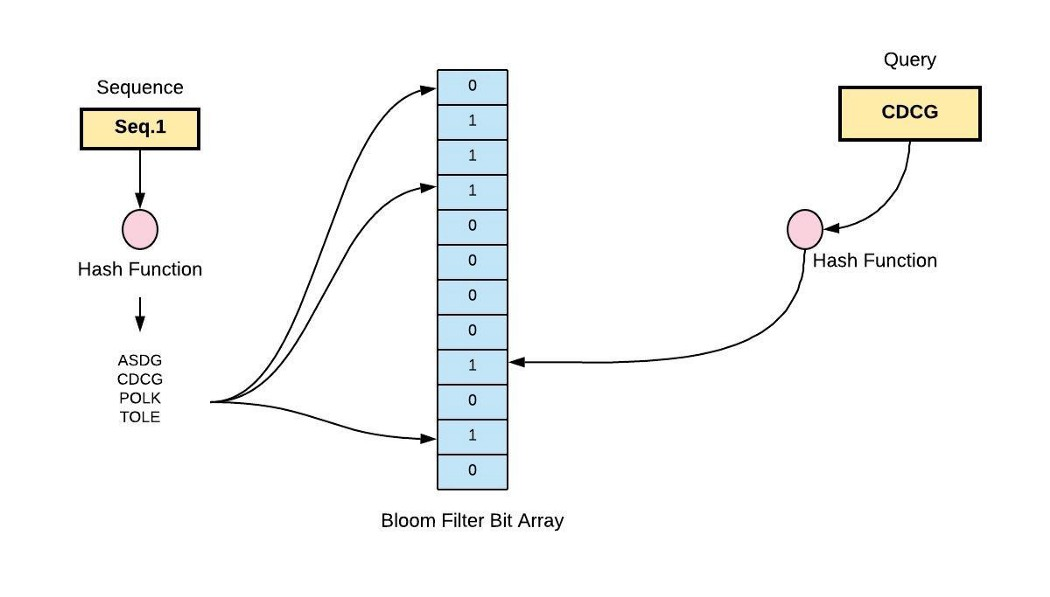 Sequence
Seq.1
Hash Function
ASDG
CDCG
POLK
TOLE
0
1
1
1
0
0
0
0
1
0
1
0
Bloom Filter Bit Array
Query
CDCG
Hash Function